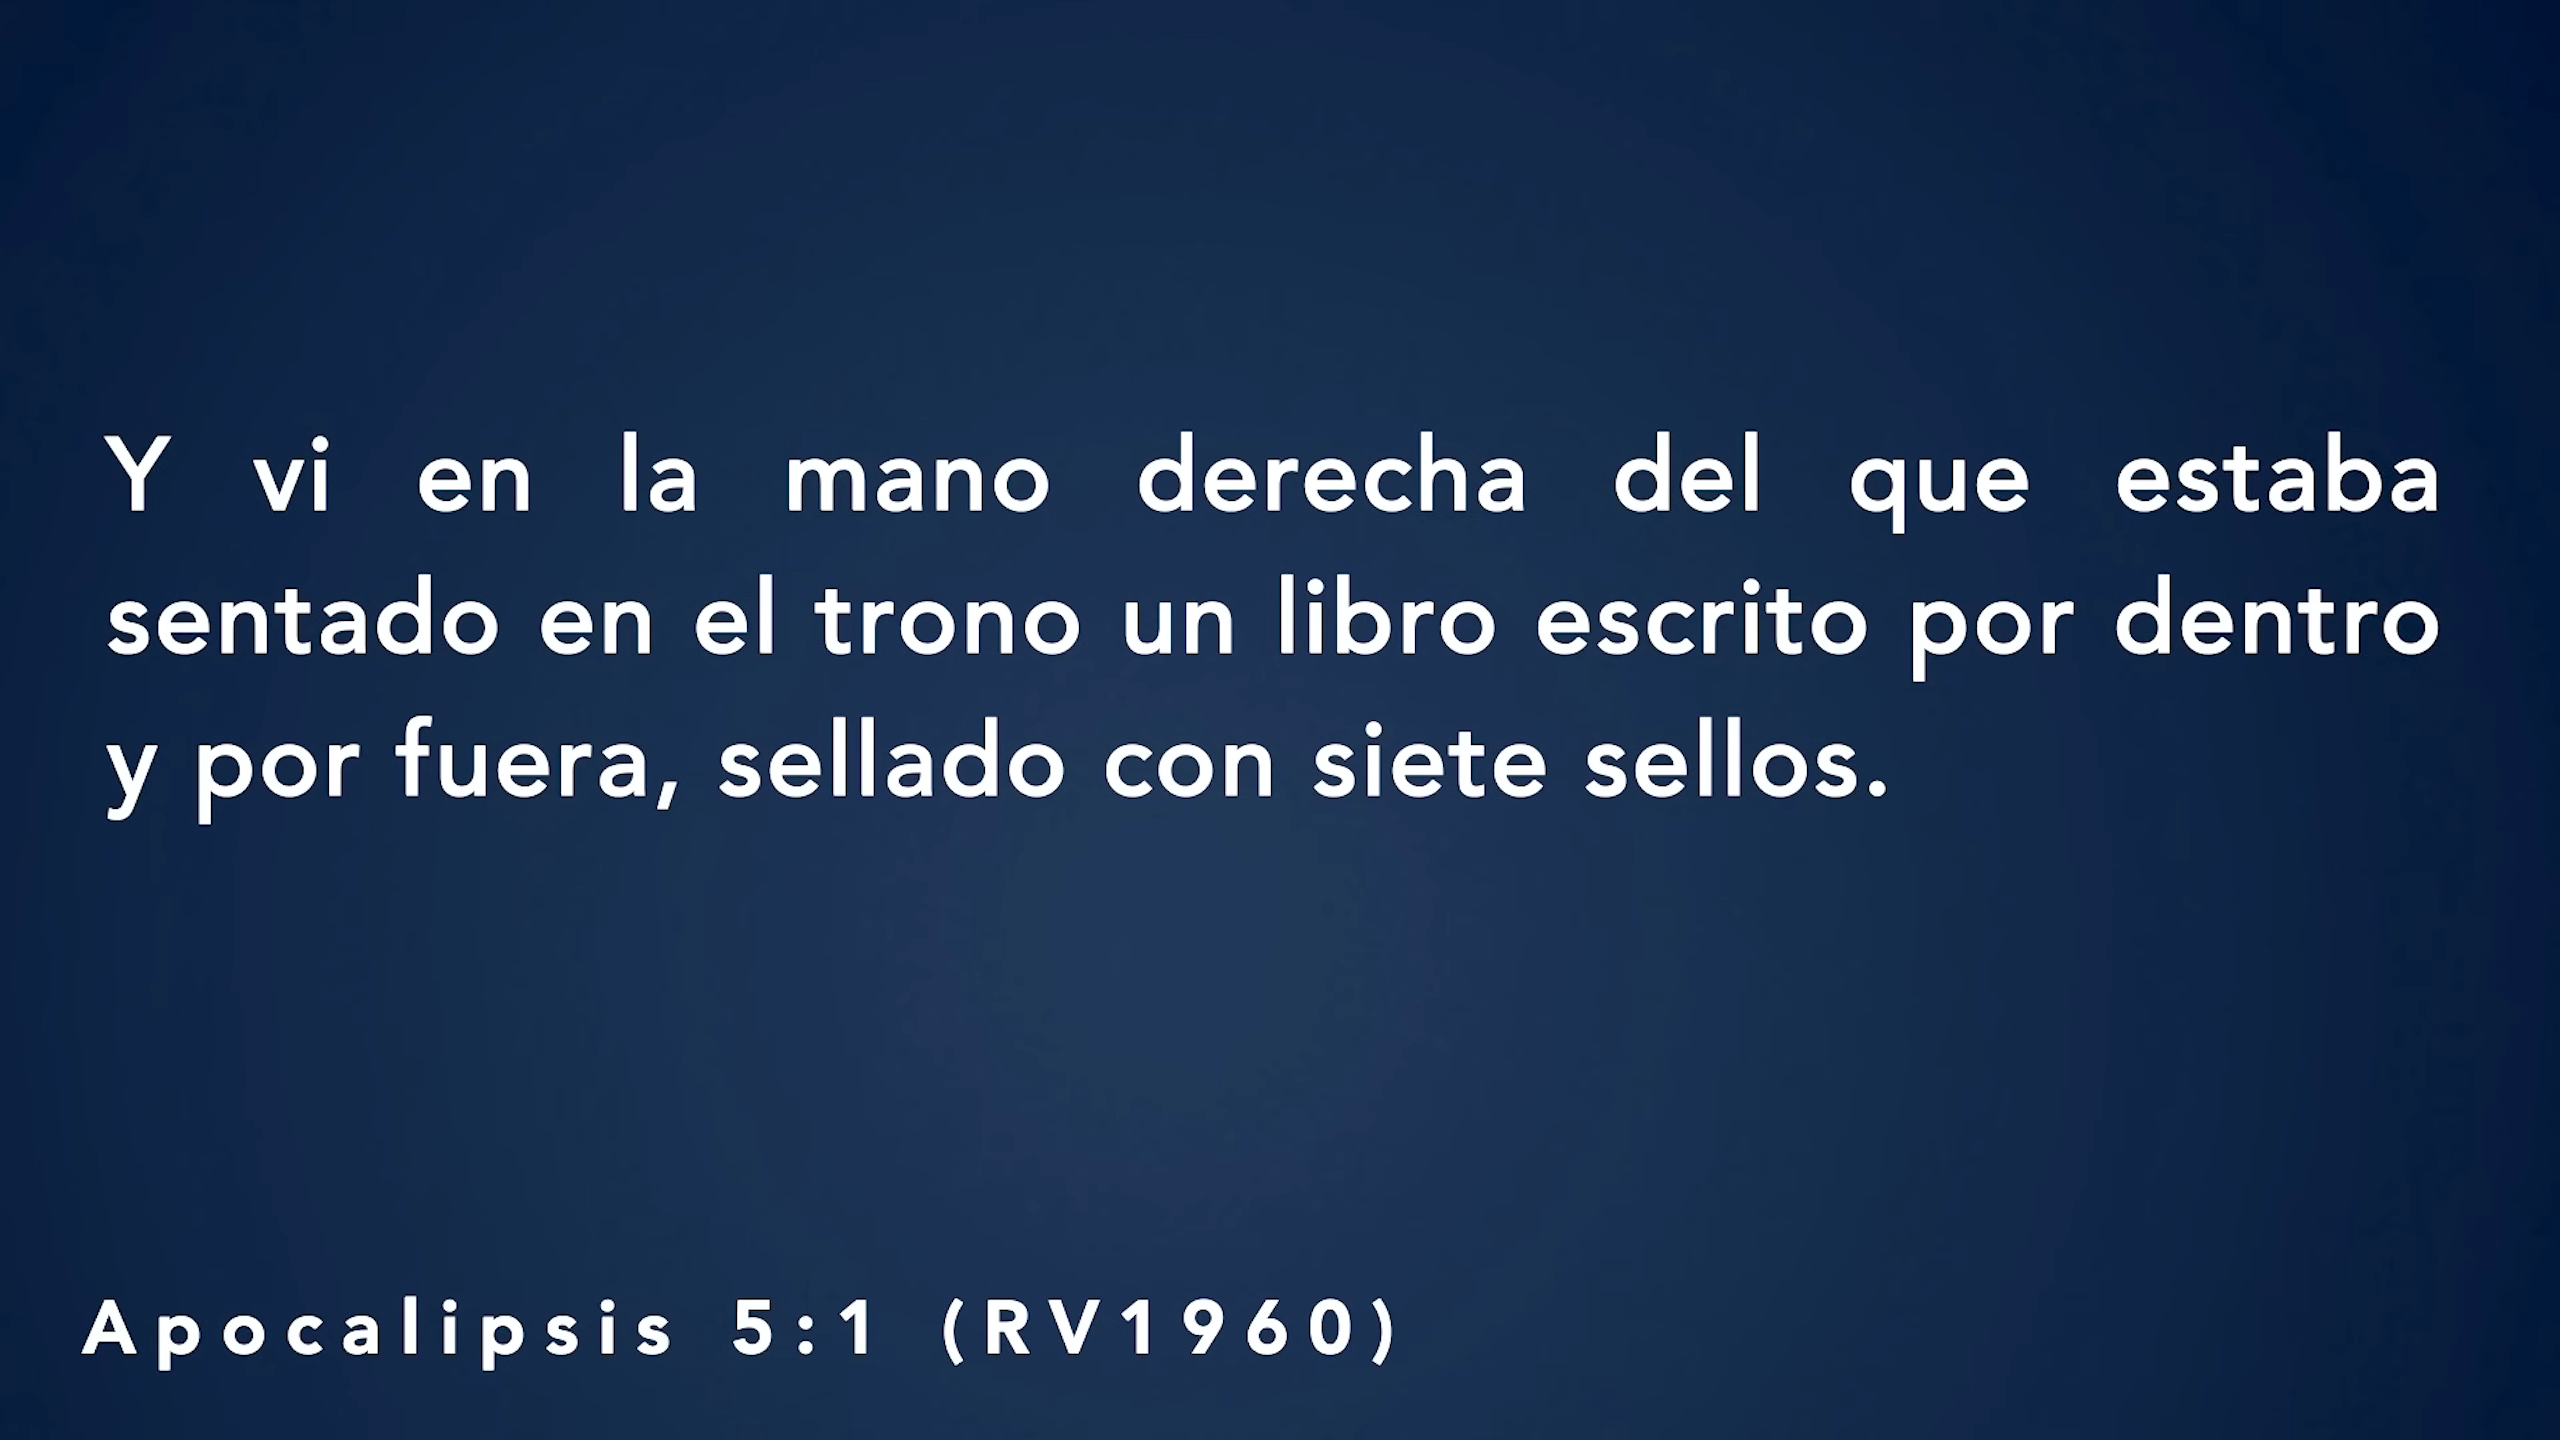 Y vi en la mano derecha del que estaba
sentado en el trono un libro escrito por dentro
y por fuera, sellado con siete sellos.
Apocalipsis 5:1 (RV1960)